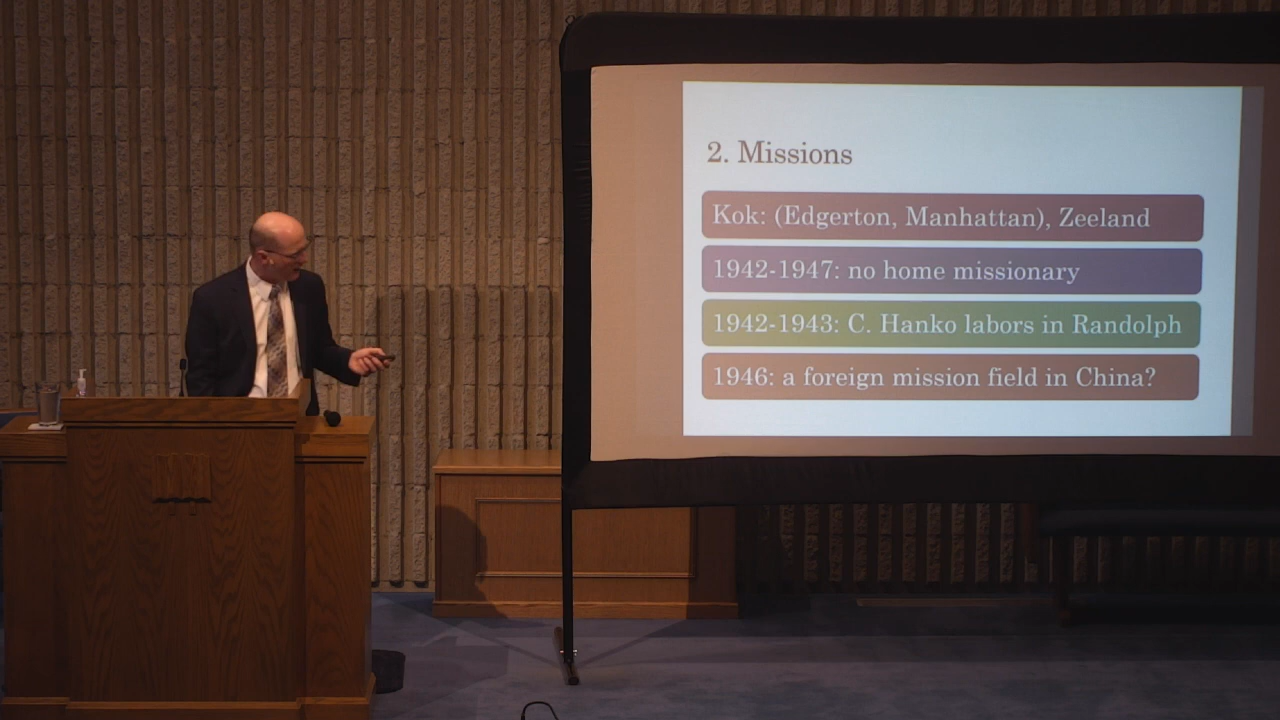 2. Missions
Kok: (Edgerton, Manhattan), Zeeland
1942-1947: no home missionary
1942-1943: C. Hanko labors in Randolph
1946: a foreign mission field in China?